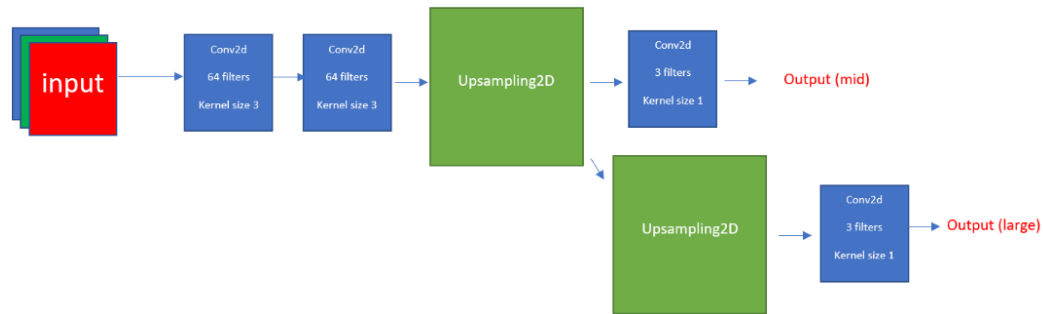 input
Conv2d
64 filters
Kernel size 3
Conv2d
64 filters
Kernel size 3
Upsampling2D
Conv2d
3 filters
Kernel size 1
Output (mid)
Upsampling2D
Conv2d
3 filters
Kernel size 1
Output (large)